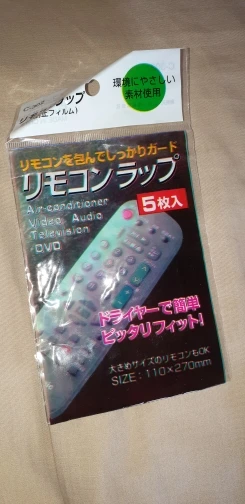 ラップ
環境にやさしい
素材使用
リモコンを包んでしっかりガード
リモコンラップ
5枚入
Air-conditioner
Video Audio
Television
DVD
ドライヤーで簡単
ピッタリフィット!
大きめサイズのリモコンもOK
SIZE:110×270mm